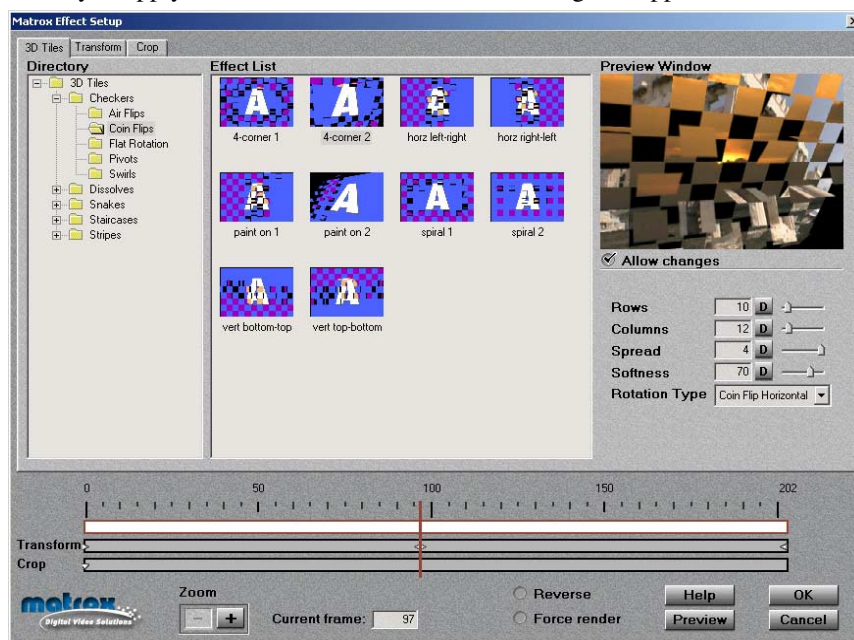 Matrox Effect Setup
3D Tiles Transform Crop
Directory
3D Tiles
Checkers
Air Flips
Coin Flips
Flat Rotation
Pivots
Swirls
Dissolves
Snakes
Staircases
Stripes
Effect List
4-corner 1 4-corner 2 horz left-right horz right-left
paint on 1 paint on 2 spiral 1 spiral 2
vert bottom-top vert top-bottom
Preview Window
Allow changes
Rows 10 D
Columns 12 D
Spread 4 D
Softness 70 D
Rotation Type Coin Flip Horizontal
0 50 100 150 202
Transform
Crop
matrox
Digital Video Solutions
Zoom
- +
Current frame: 97
Reverse
Force render
Help OK
Preview Cancel